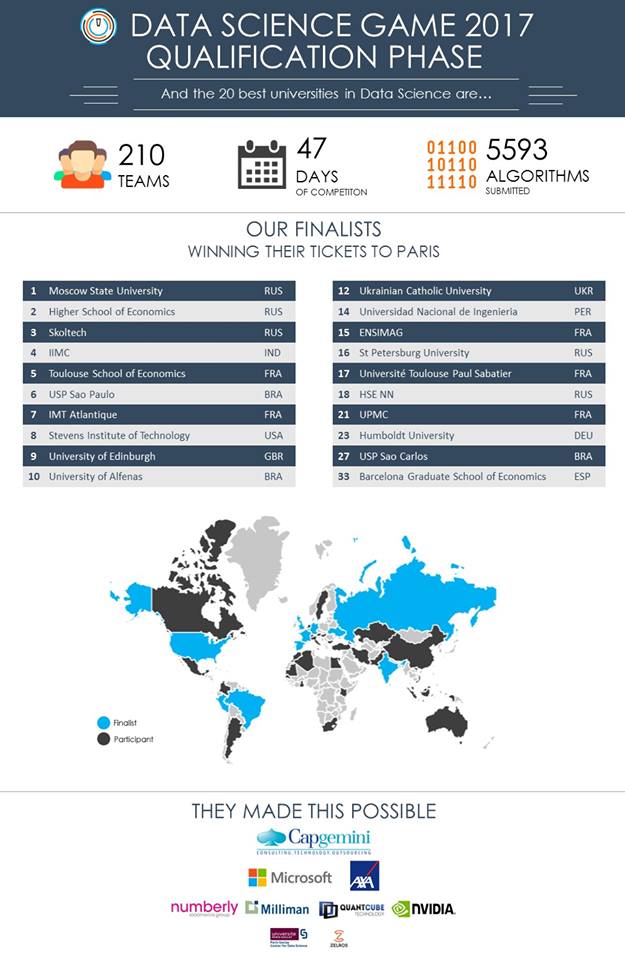 DATA SCIENCE GAME 2017
QUALIFICATION PHASE
And the 20 best universities in Data Science are...
210
TEAMS
47
DAYS
OF COMPETITON
01100
10110
11110
5593
ALGORITHMS
SUBMITTED
OUR FINALISTS
WINNING THEIR TICKETS TO PARIS
1 Moscow State University RUS
2 Higher School of Economics RUS
3 Skoltech RUS
4 IIMC IND
5 Toulouse School of Economics FRA
6 USP Sao Paulo BRA
7 IMT Atlantique FRA
8 Stevens Institute of Technology USA
9 University of Edinburgh GBR
10 University of Alfenas BRA
12 Ukrainian Catholic University UKR
14 Universidad Nacional de Ingenieria PER
15 ENSIMAG FRA
16 St Petersburg University RUS
17 Université Toulouse Paul Sabatier FRA
18 HSE NN RUS
21 UPMC FRA
23 Humboldt University DEU
27 USP Sao Carlos BRA
33 Barcelona Graduate School of Economics ESP
Finalist
Participant
THEY MADE THIS POSSIBLE
Capgemini
CONSULTING.TECHNOLOGY.OUTSOURCING
Microsoft
AXA
numberly
Milliman
QUANTCUBE
TECHNOLOGY
NVIDIA.
université
Center for Data Science
ZELROS